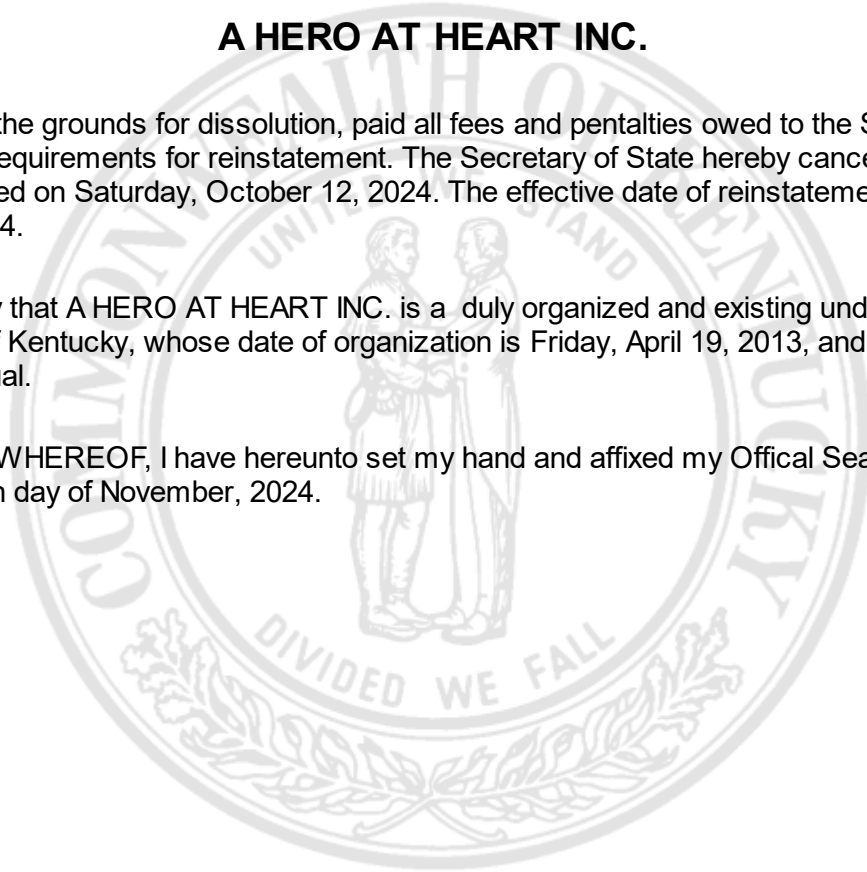 A HERO AT HEART INC.
the grounds for dissolution, paid all fees and pentalties owed to the
equirements for reinstatement. The Secretary of State hereby cance
ed on Saturday, October 12, 2024. The effective date of reinstateme
4.
that A HERO AT HEART INC. is a duly organized and existing und
Kentucky, whose date of organization is Friday, April 19, 2013, and
ual.
WHEREOF, I have hereunto set my hand and affixed my Offical Sea
day of November, 2024.
COMMONWEALTH OF KENTUCKY
UNITED WE STAND
DIVIDED WE FALL